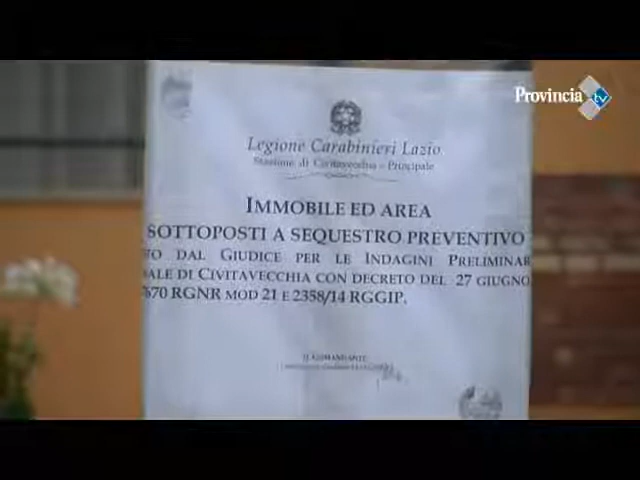 Provincia tv
Legione Carabinieri Lazio
Stazione di Civitavecchia - Principale
IMMOBILE ED AREA
SOTTOPOSTI A SEQUESTRO PREVENTIVO
TO DAL GIUDICE PER LE INDAGINI PRELIMINAR
ALE DI CIVITAVECCHIA CON DECRETO DEL 27 GIUGNO
670 RGNR MOD 21 E 2358/14 RGGIP.
IL COMANDANTE